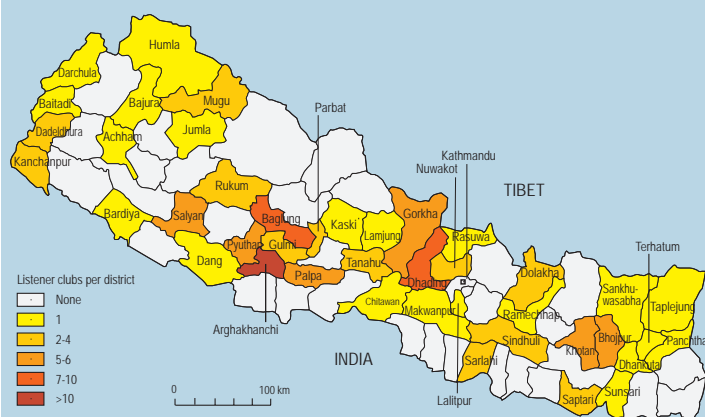 Humla
Darchula
Baitadi
Bajura
Mugu
Parbat
Dadeldhura
Achham
Jumla
Kathmandu
Nuwakot
Kanchanpur
TIBET
Rukum
Bardiya
Salyan
Baglung
Kaski
Gorkha
Lamjung
Rasuwa
Terhatum
Pyuthan
Gulmi
Dang
Palpa
Tanahu
Dhading
Dolakha
Sankhu-
wasabha
Taplejung
Listener clubs per district
None
1
2-4
5-6
7-10
>10
Chitawan
Makwanpur
Ramechhap
Arghakhanchi
Sindhuli
Khotan
Bhojpur
Panchtha
Dhankuta
INDIA
Sarlahi
Lalitpur
Saptari
Sunsari
0
100 km